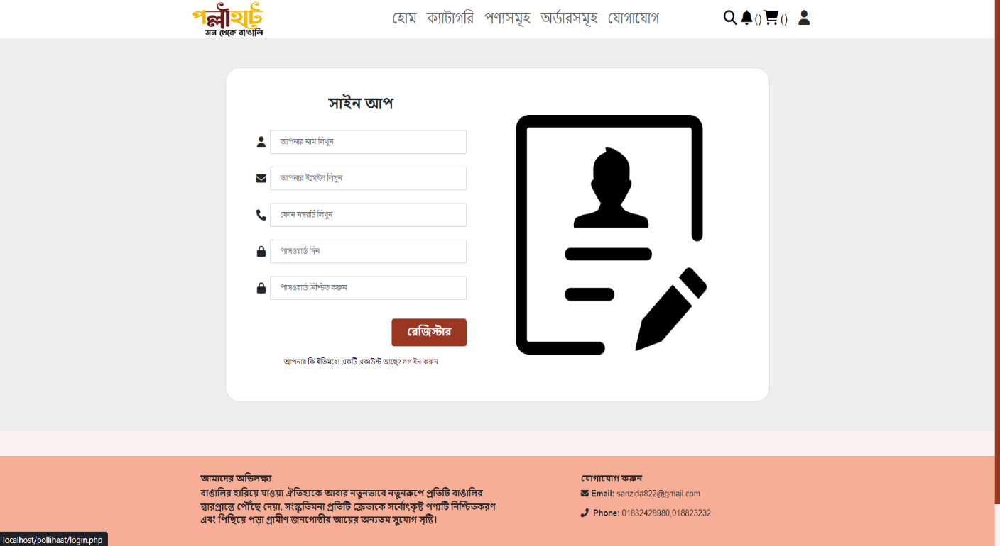 পল্লীহাট
মন থেকে বাঙালি
হোম ক্যাটাগরি পণ্যসমূহ অর্ডারসমূহ যোগাযোগ
() ()
সাইন আপ
আপনার নাম লিখুন
আপনার ইমেইল লিখুন
ফোন নম্বরটি লিখুন
পাসওয়ার্ড দিন
পাসওয়ার্ড নিশ্চিত করুন
রেজিস্টার
আপনার কি ইতিমধ্যে একটি একাউন্ট আছে? লগ ইন করুন
আমাদের অভিলক্ষ্য
বাঙালির হারিয়ে যাওয়া ঐতিহ্যকে আবার নতুনভাবে নতুনরুপে প্রতিটি বাঙালির
দ্বারপ্রান্তে পৌঁছে দেয়া, সংস্কৃতিমনা প্রতিটি ক্রেতাকে সর্বোৎকৃষ্ট পণ্যটি নিশ্চিতকরণ
এবং পিছিয়ে পড়া গ্রামীণ জনগোষ্ঠীর আয়ের অন্যতম সুযোগ সৃষ্টি।
যোগাযোগ করুন
Email: sanzida822@gmail.com
Phone: 01882428980,018823232
localhost/pollihaat/login.php